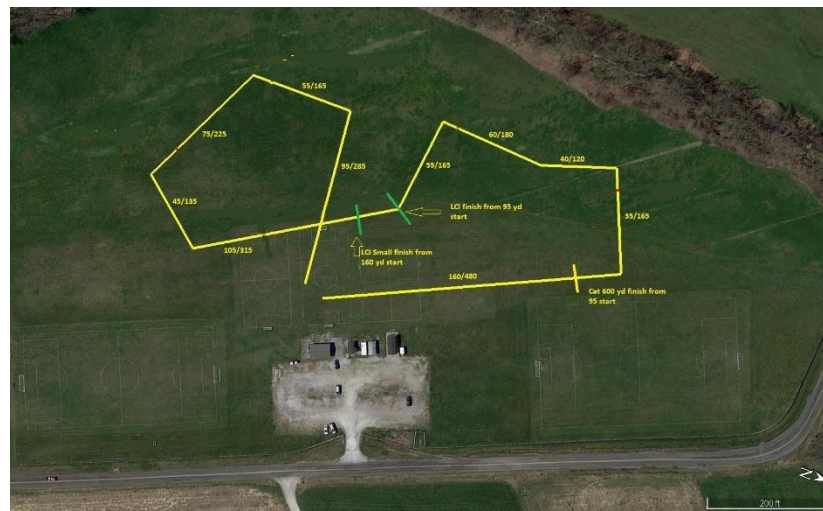 55/165
75/225
95/285
45/135
105/315
55/165
60/180
40/120
55/165
LCI finish from 95 yd
start
LCI Small finish from
160 yd start
160/480
Cat 600 yd finish from
95 start
N
200 ft